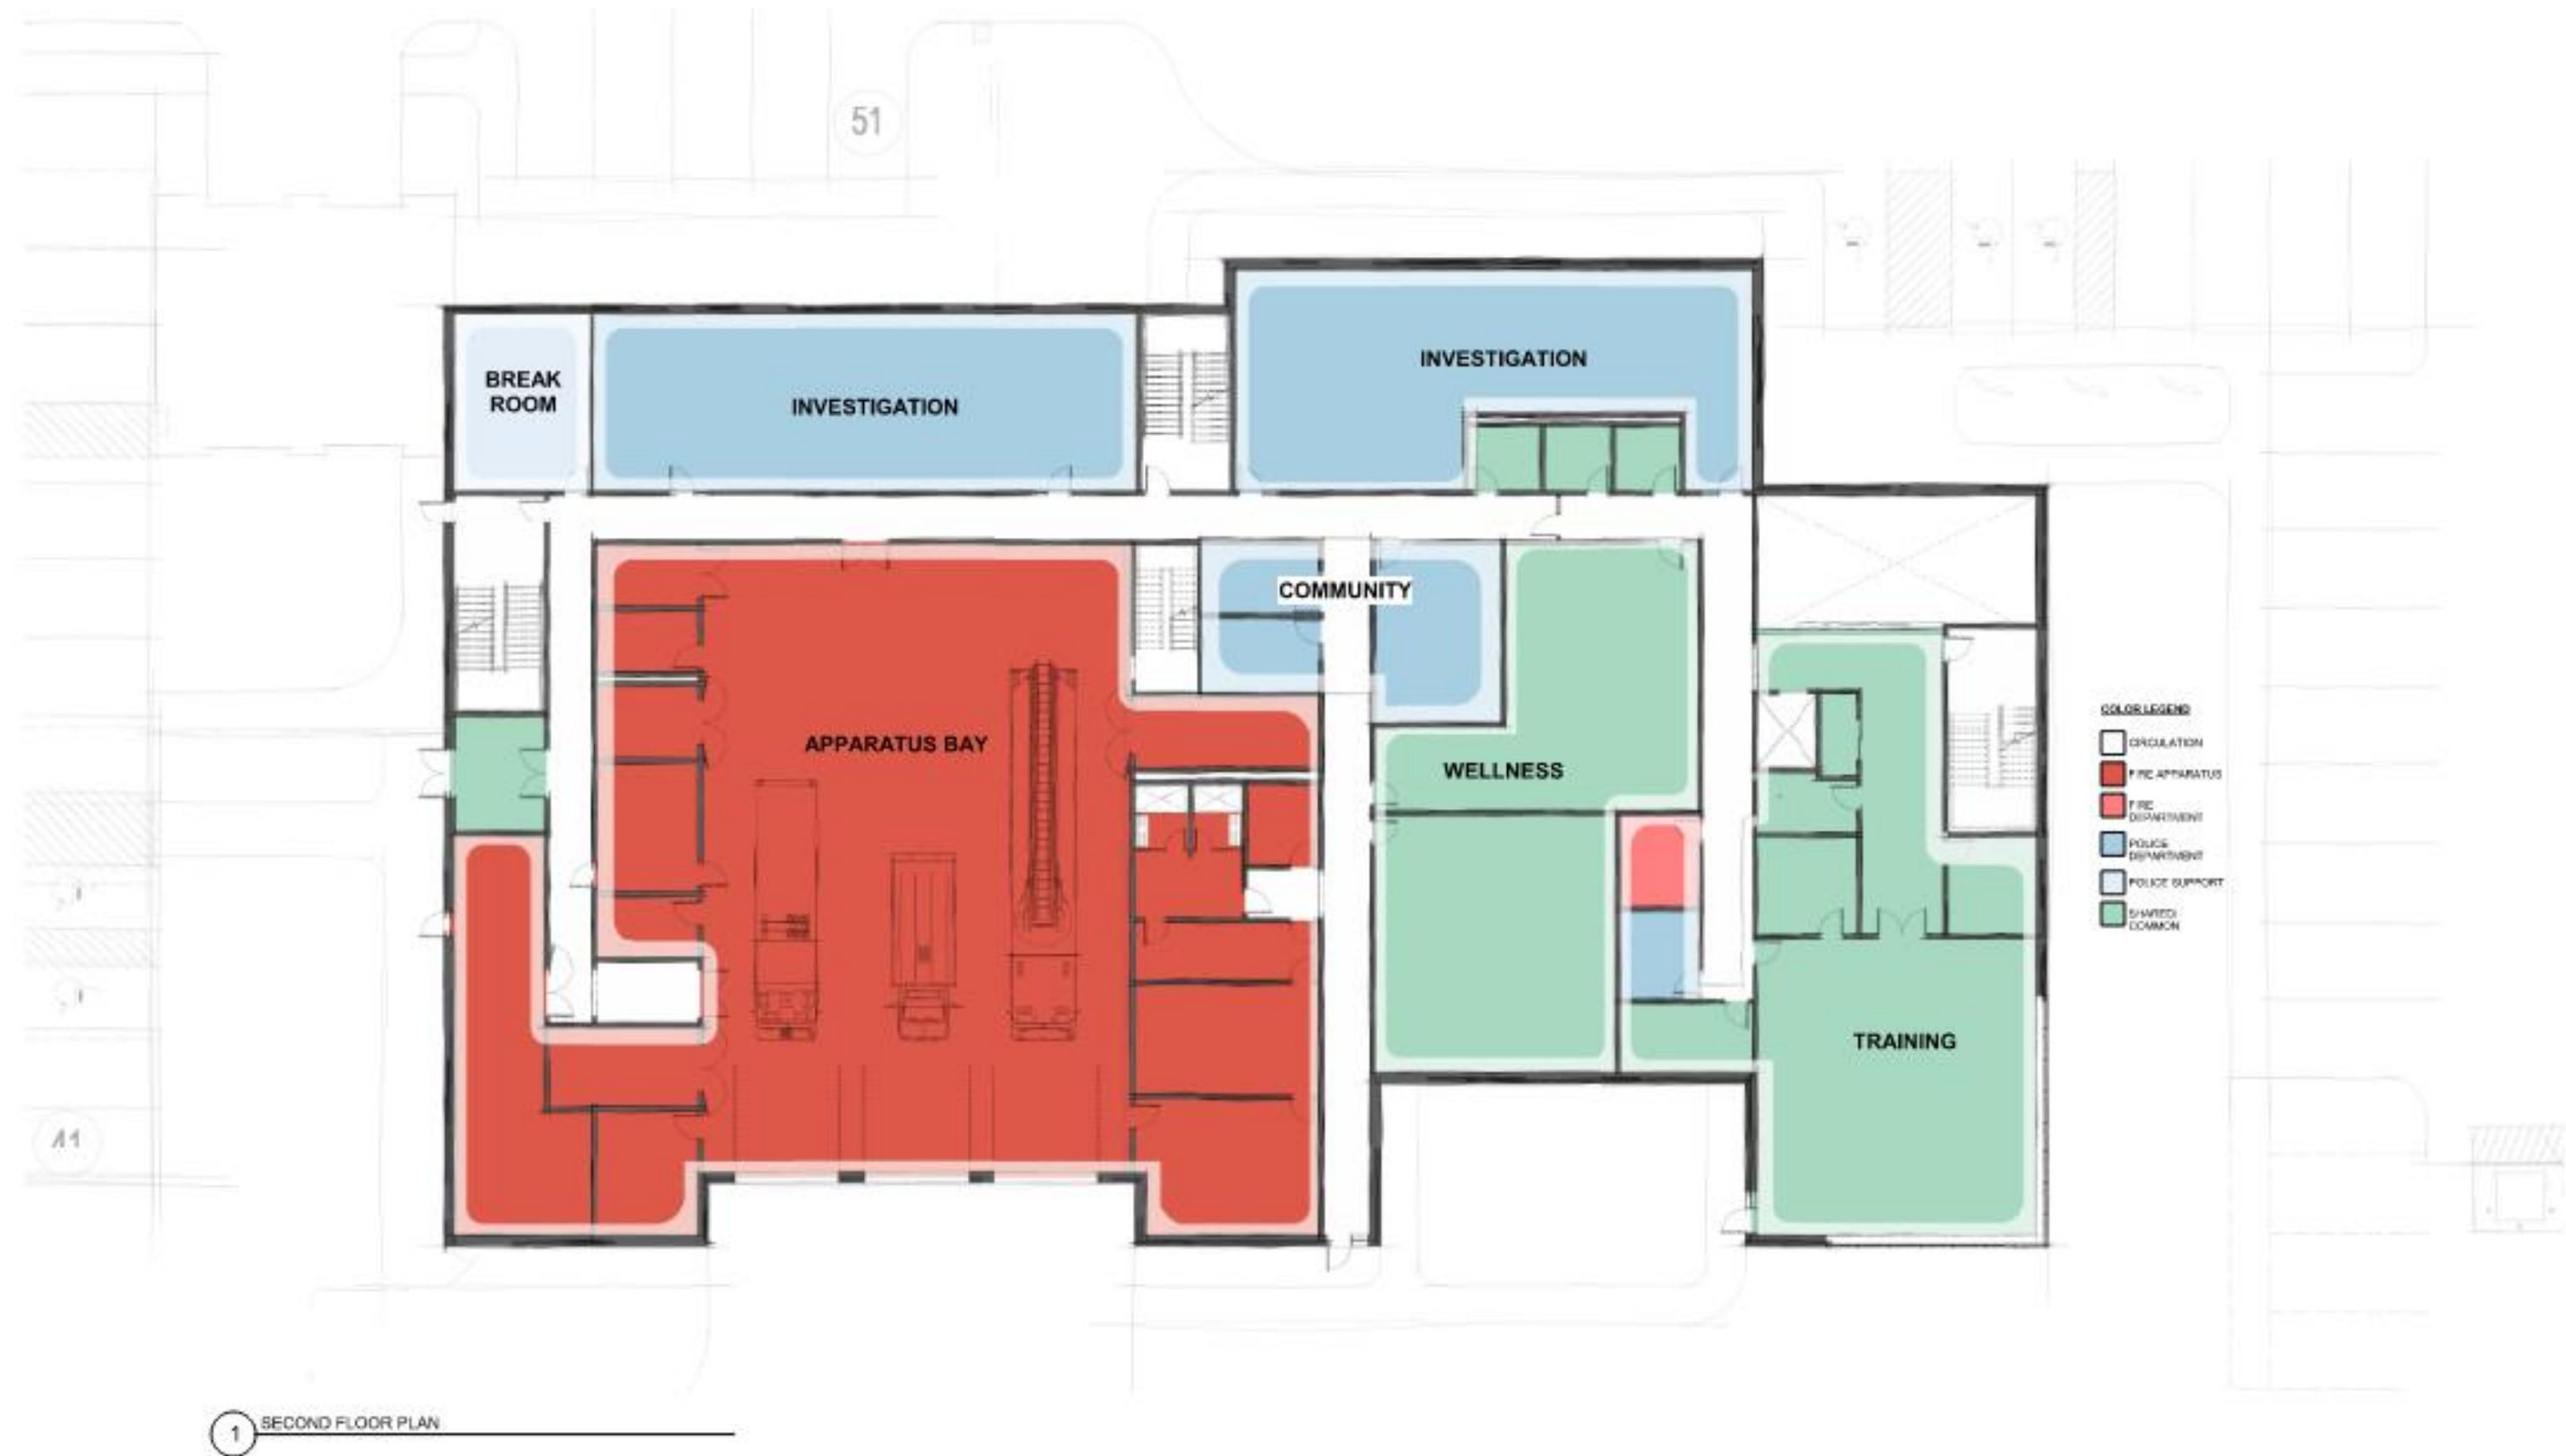 51
BREAK
ROOM
INVESTIGATION
INVESTIGATION
COMMUNITY
APPARATUS BAY
WELLNESS
COLOR LEGEND
CIRCULATION
FIRE APPARATUS
FIRE
DEPARTMENT
POLICE
DEPARTMENT
POLICE SUPPORT
SHARED/
COMMON
TRAINING
41
1
SECOND FLOOR PLAN